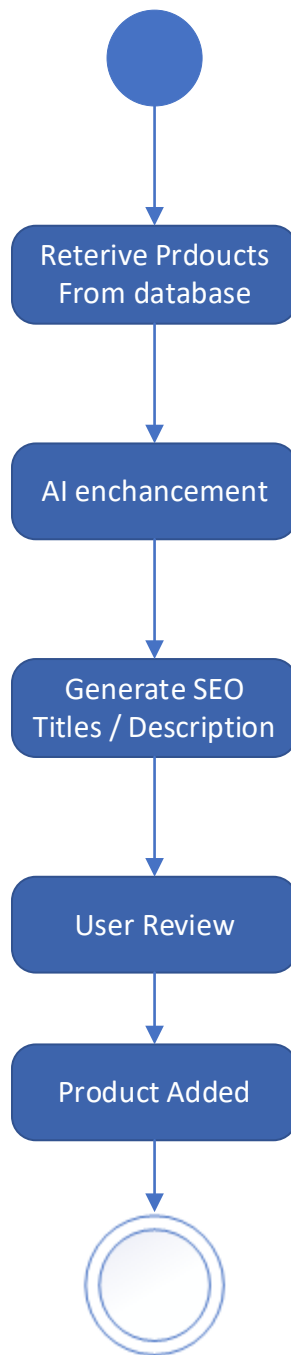 Reterive Prdoucts
From database
AI enchancement
Generate SEO
Titles / Description
User Review
Product Added